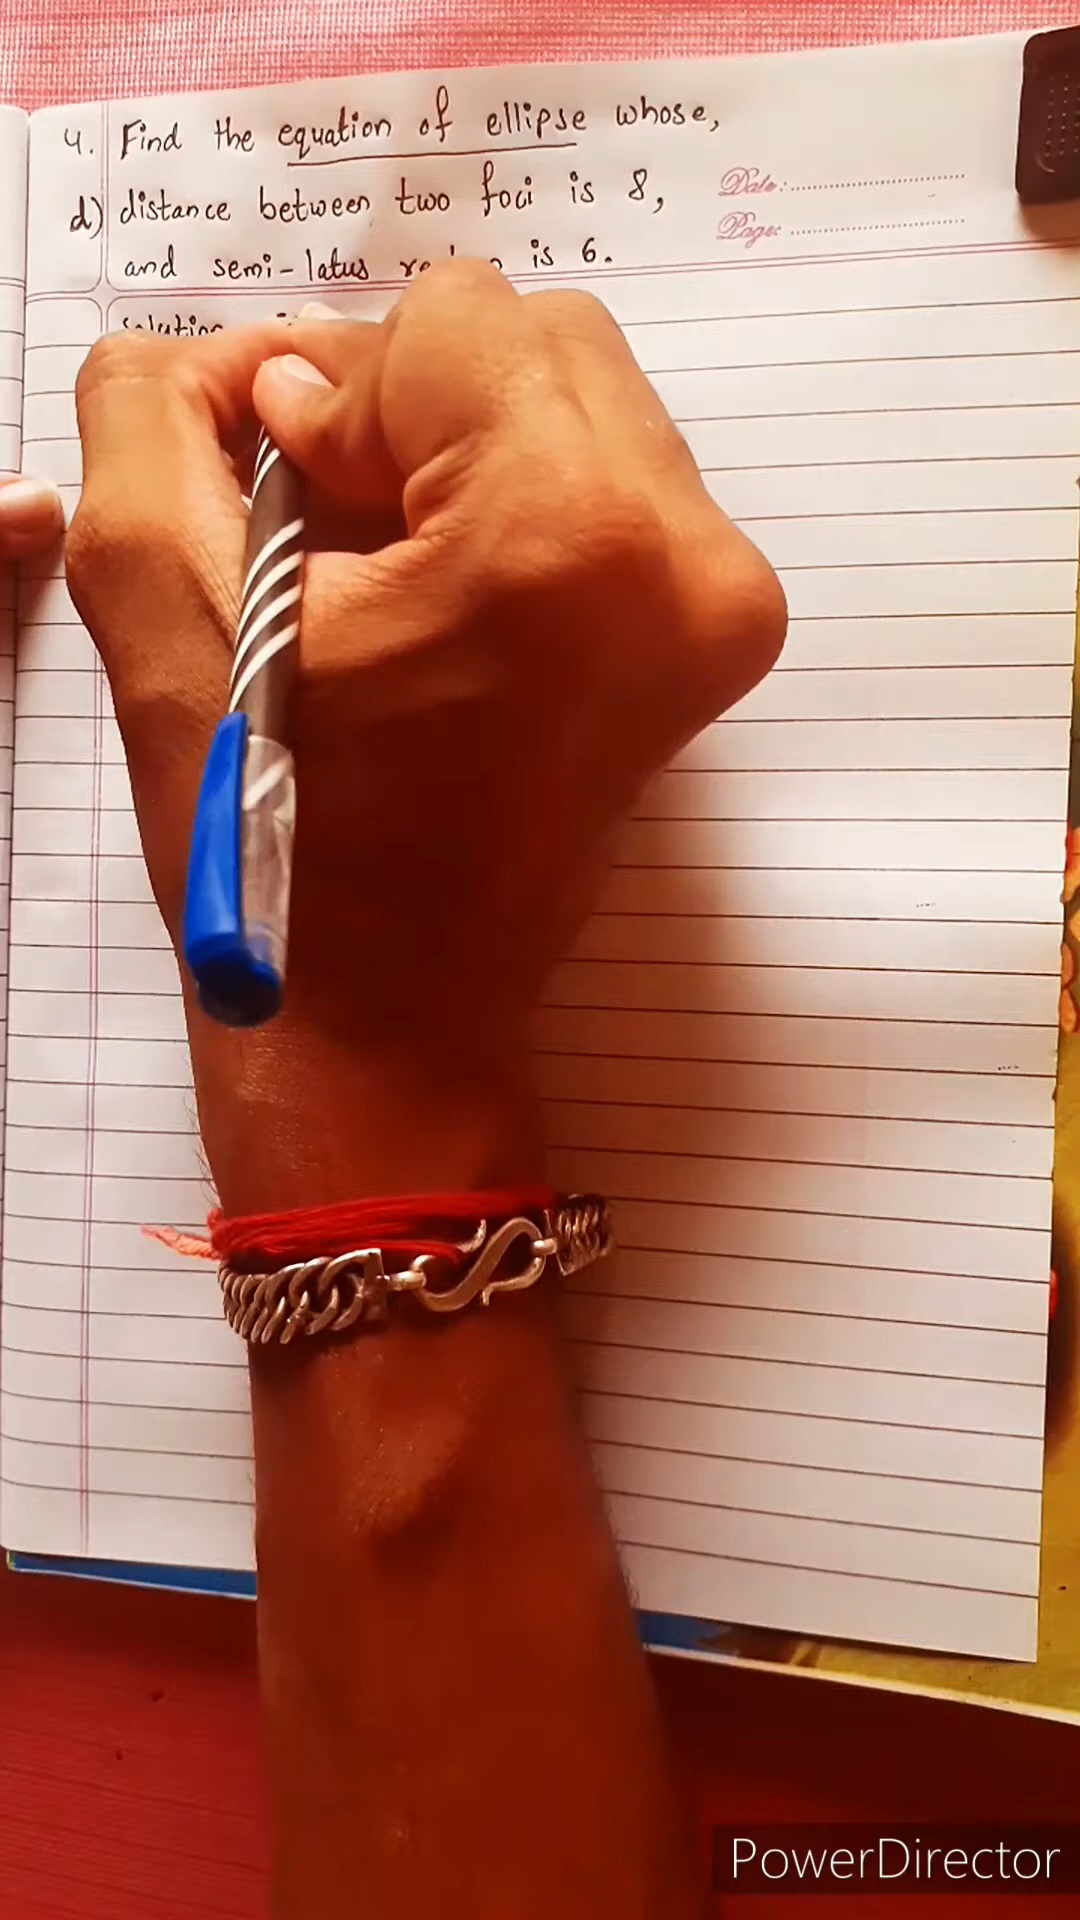 4. Find the equation of ellipse whose,
d) distance between two foci is 8,
and semi-latus is 6.
Date:
Page:
Solution
PowerDirector